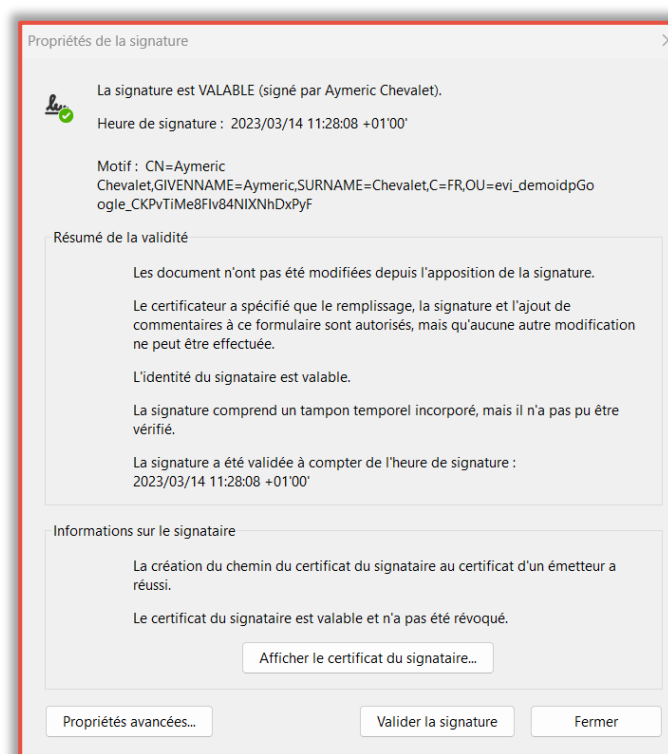 Propriétés de la signature
La signature est VALABLE (signé par Aymeric Chevalet).
Heure de signature : 2023/03/14 11:28:08 +01'00'
Motif : CN=Aymeric
Chevalet,GIVENNAME=Aymeric,SURNAME=Chevalet,C=FR,OU=evi_demoidpGo
ogle_CKPvTiMe8Flv84NIXNhDxPyF
Résumé de la validité
Les document n'ont pas été modifiées depuis l'apposition de la signature.
Le certificateur a spécifié que le remplissage, la signature et l'ajout de
commentaires à ce formulaire sont autorisés, mais qu'aucune autre modification
ne peut être effectuée.
L'identité du signataire est valable.
La signature comprend un tampon temporel incorporé, mais il n'a pas pu être
vérifié.
La signature a été validée à compter de l'heure de signature :
2023/03/14 11:28:08 +01'00'
Informations sur le signataire
La création du chemin du certificat du signataire au certificat d'un émetteur a
réussi.
Le certificat du signataire est valable et n'a pas été révoqué.
Afficher le certificat du signataire...
Propriétés avancées...
Valider la signature
Fermer